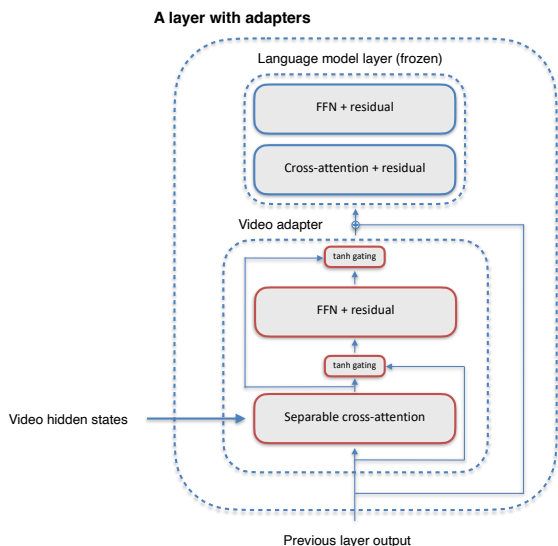 A layer with adapters
Language model layer (frozen)
FFN + residual
Cross-attention + residual
Video adapter
tanh gating
FFN + residual
tanh gating
Separable cross-attention
Video hidden states
Previous layer output